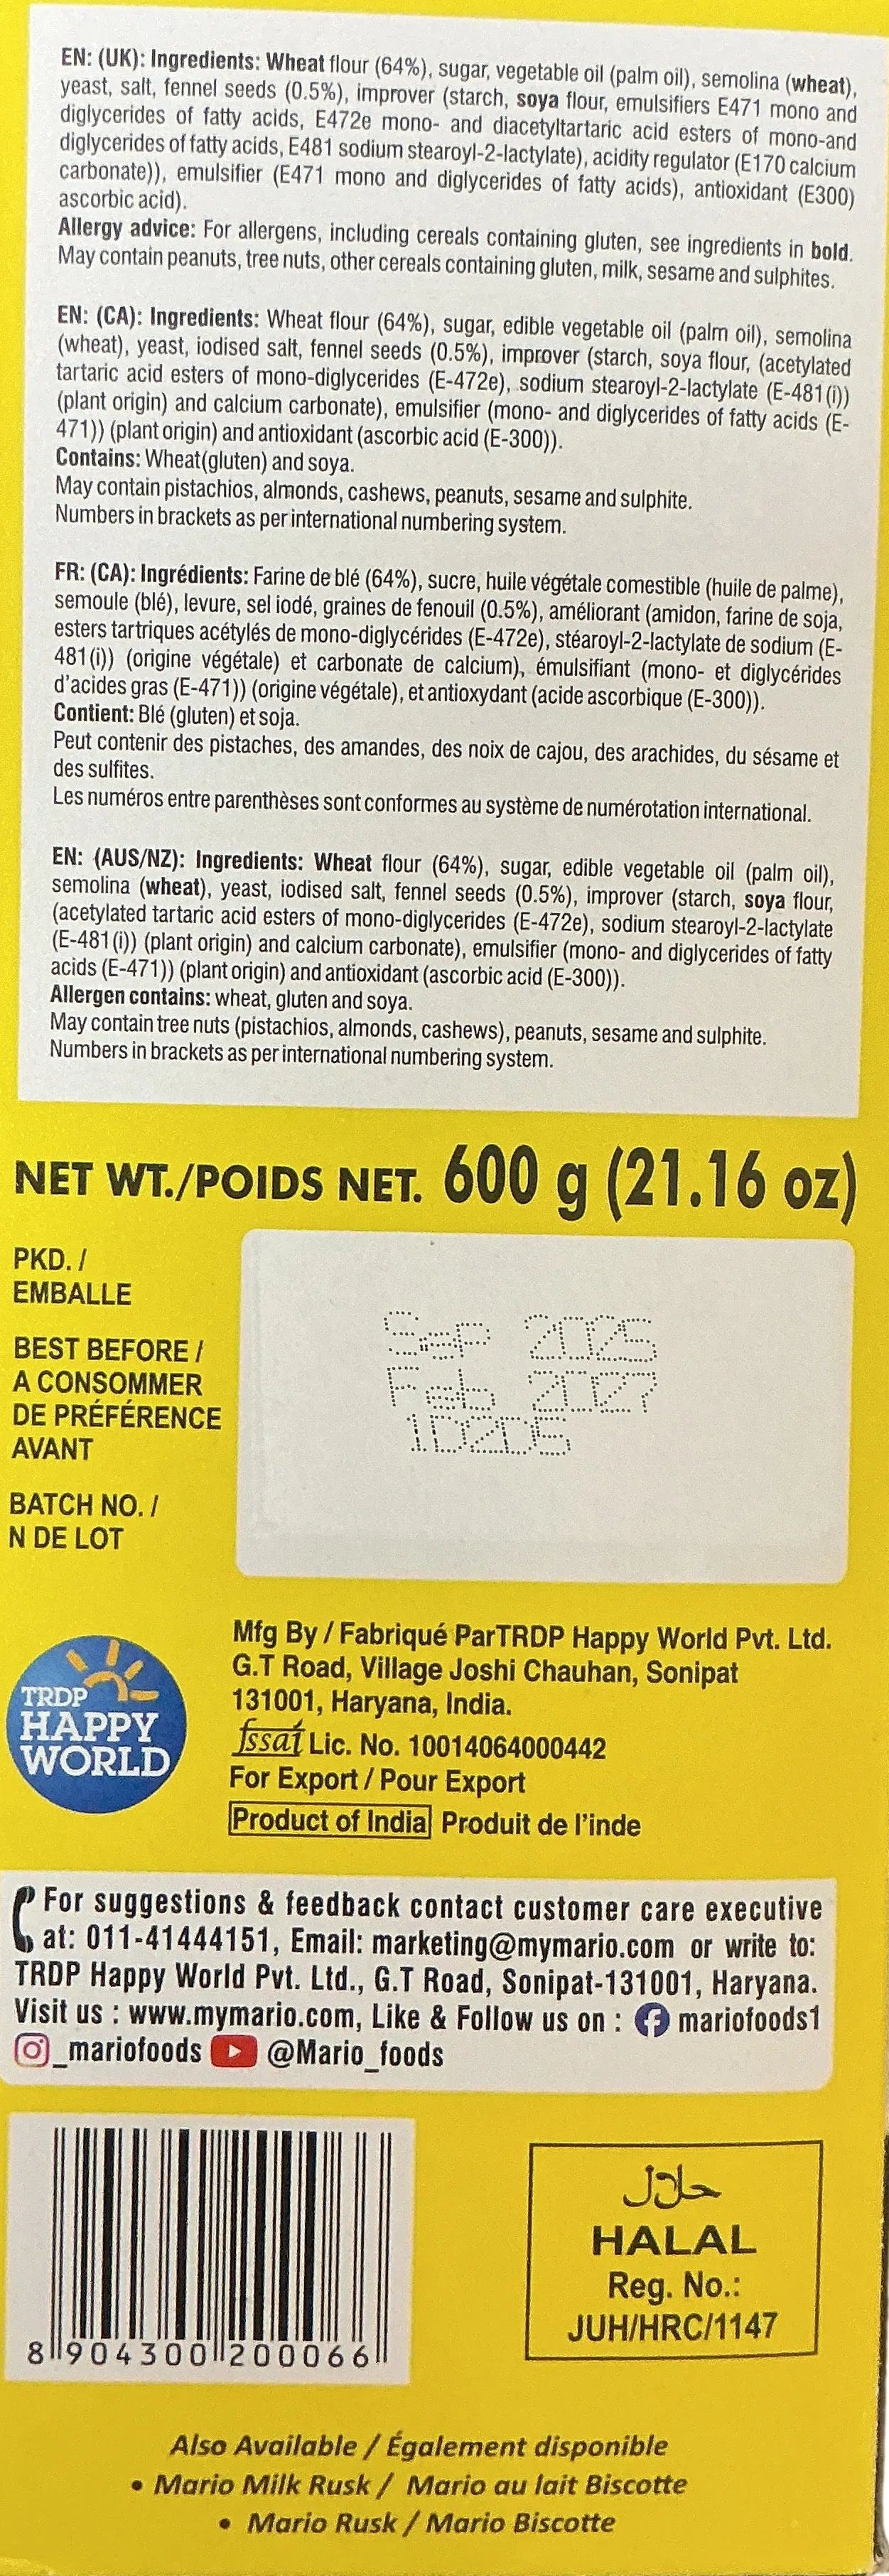 EN: (UK): Ingredients: Wheat flour (64%), sugar, vegetable oil (palm oil), semolina (wheat),
yeast, salt, fennel seeds (0.5%), improver (starch, soya flour, emulsifiers E471 mono and
diglycerides of fatty acids, E472e mono- and diacetyltartaric acid esters of mono-and
diglycerides of fatty acids, E481 sodium stearoyl-2-lactylate), acidity regulator (E170 calcium
carbonate)), emulsifier (E471 mono and diglycerides of fatty acids), antioxidant (E300)
ascorbic acid).
Allergy advice: For allergens, including cereals containing gluten, see ingredients in bold.
May contain peanuts, tree nuts, other cereals containing gluten, milk, sesame and sulphites.
EN: (CA): Ingredients: Wheat flour (64%), sugar, edible vegetable oil (palm oil), semolina
(wheat), yeast, iodised salt, fennel seeds (0.5%), improver (starch, soya flour, (acetylated
tartaric acid esters of mono-diglycerides (E-472e), sodium stearoyl-2-lactylate (E-481(i))
(plant origin) and calcium carbonate), emulsifier (mono- and diglycerides of fatty acids (E-
471)) (plant origin) and antioxidant (ascorbic acid (E-300)).
Contains: Wheat(gluten) and soya.
May contain pistachios, almonds, cashews, peanuts, sesame and sulphite.
Numbers in brackets as per international numbering system.
FR: (CA): Ingrédients: Farine de blé (64%), sucre, huile végétale comestible (huile de palme),
semoule (blé), levure, sel iodé, graines de fenouil (0.5%), améliorant (amidon, farine de soja,
esters tartriques acétylés de mono-diglycérides (E-472e), stéaroyl-2-lactylate de sodium (E-
481(i)) (origine végétale) et carbonate de calcium), émulsifiant (mono- et diglycérides
d'acides gras (E-471)) (origine végétale), et antioxydant (acide ascorbique (E-300)).
Contient: Blé (gluten) et soja.
Peut contenir des pistaches, des amandes, des noix de cajou, des arachides, du sésame et
des sulfites.
Les numéros entre parenthèses sont conformes au système de numérotation international.
EN: (AUS/NZ): Ingredients: Wheat flour (64%), sugar, edible vegetable oil (palm oil),
semolina (wheat), yeast, iodised salt, fennel seeds (0.5%), improver (starch, soya flour,
(acetylated tartaric acid esters of mono-diglycerides (E-472e), sodium stearoyl-2-lactylate
(E-481(i)) (plant origin) and calcium carbonate), emulsifier (mono- and diglycerides of fatty
acids (E-471)) (plant origin) and antioxidant (ascorbic acid (E-300)).
Allergen contains: wheat, gluten and soya.
May contain tree nuts (pistachios, almonds, cashews), peanuts, sesame and sulphite.
Numbers in brackets as per international numbering system.
NET WT./POIDS NET. 600 g (21.16 oz)
PKD. /
EMBALLE
BEST BEFORE /
A CONSOMMER
DE PRÉFÉRENCE
AVANT
BATCH NO. /
N DE LOT
Sep 2025
Feb 2027
1D2D5
TRDP
HAPPY
WORLD
Mfg By / Fabriqué ParTRDP Happy World Pvt. Ltd.
G.T Road, Village Joshi Chauhan, Sonipat
131001, Haryana, India.
fssai Lic. No. 10014064000442
For Export / Pour Export
Product of India Produit de l'inde
For suggestions & feedback contact customer care executive
at: 011-41444151, Email: marketing@mymario.com or write to:
TRDP Happy World Pvt. Ltd., G.T Road, Sonipat-131001, Haryana.
Visit us : www.mymario.com, Like & Follow us on : f mariofoods1
_mariofoods @Mario_foods
8 904300 200066
حلال
HALAL
Reg. No.:
JUH/HRC/1147
Also Available / Également disponible
• Mario Milk Rusk / Mario au lait Biscotte
• Mario Rusk / Mario Biscotte